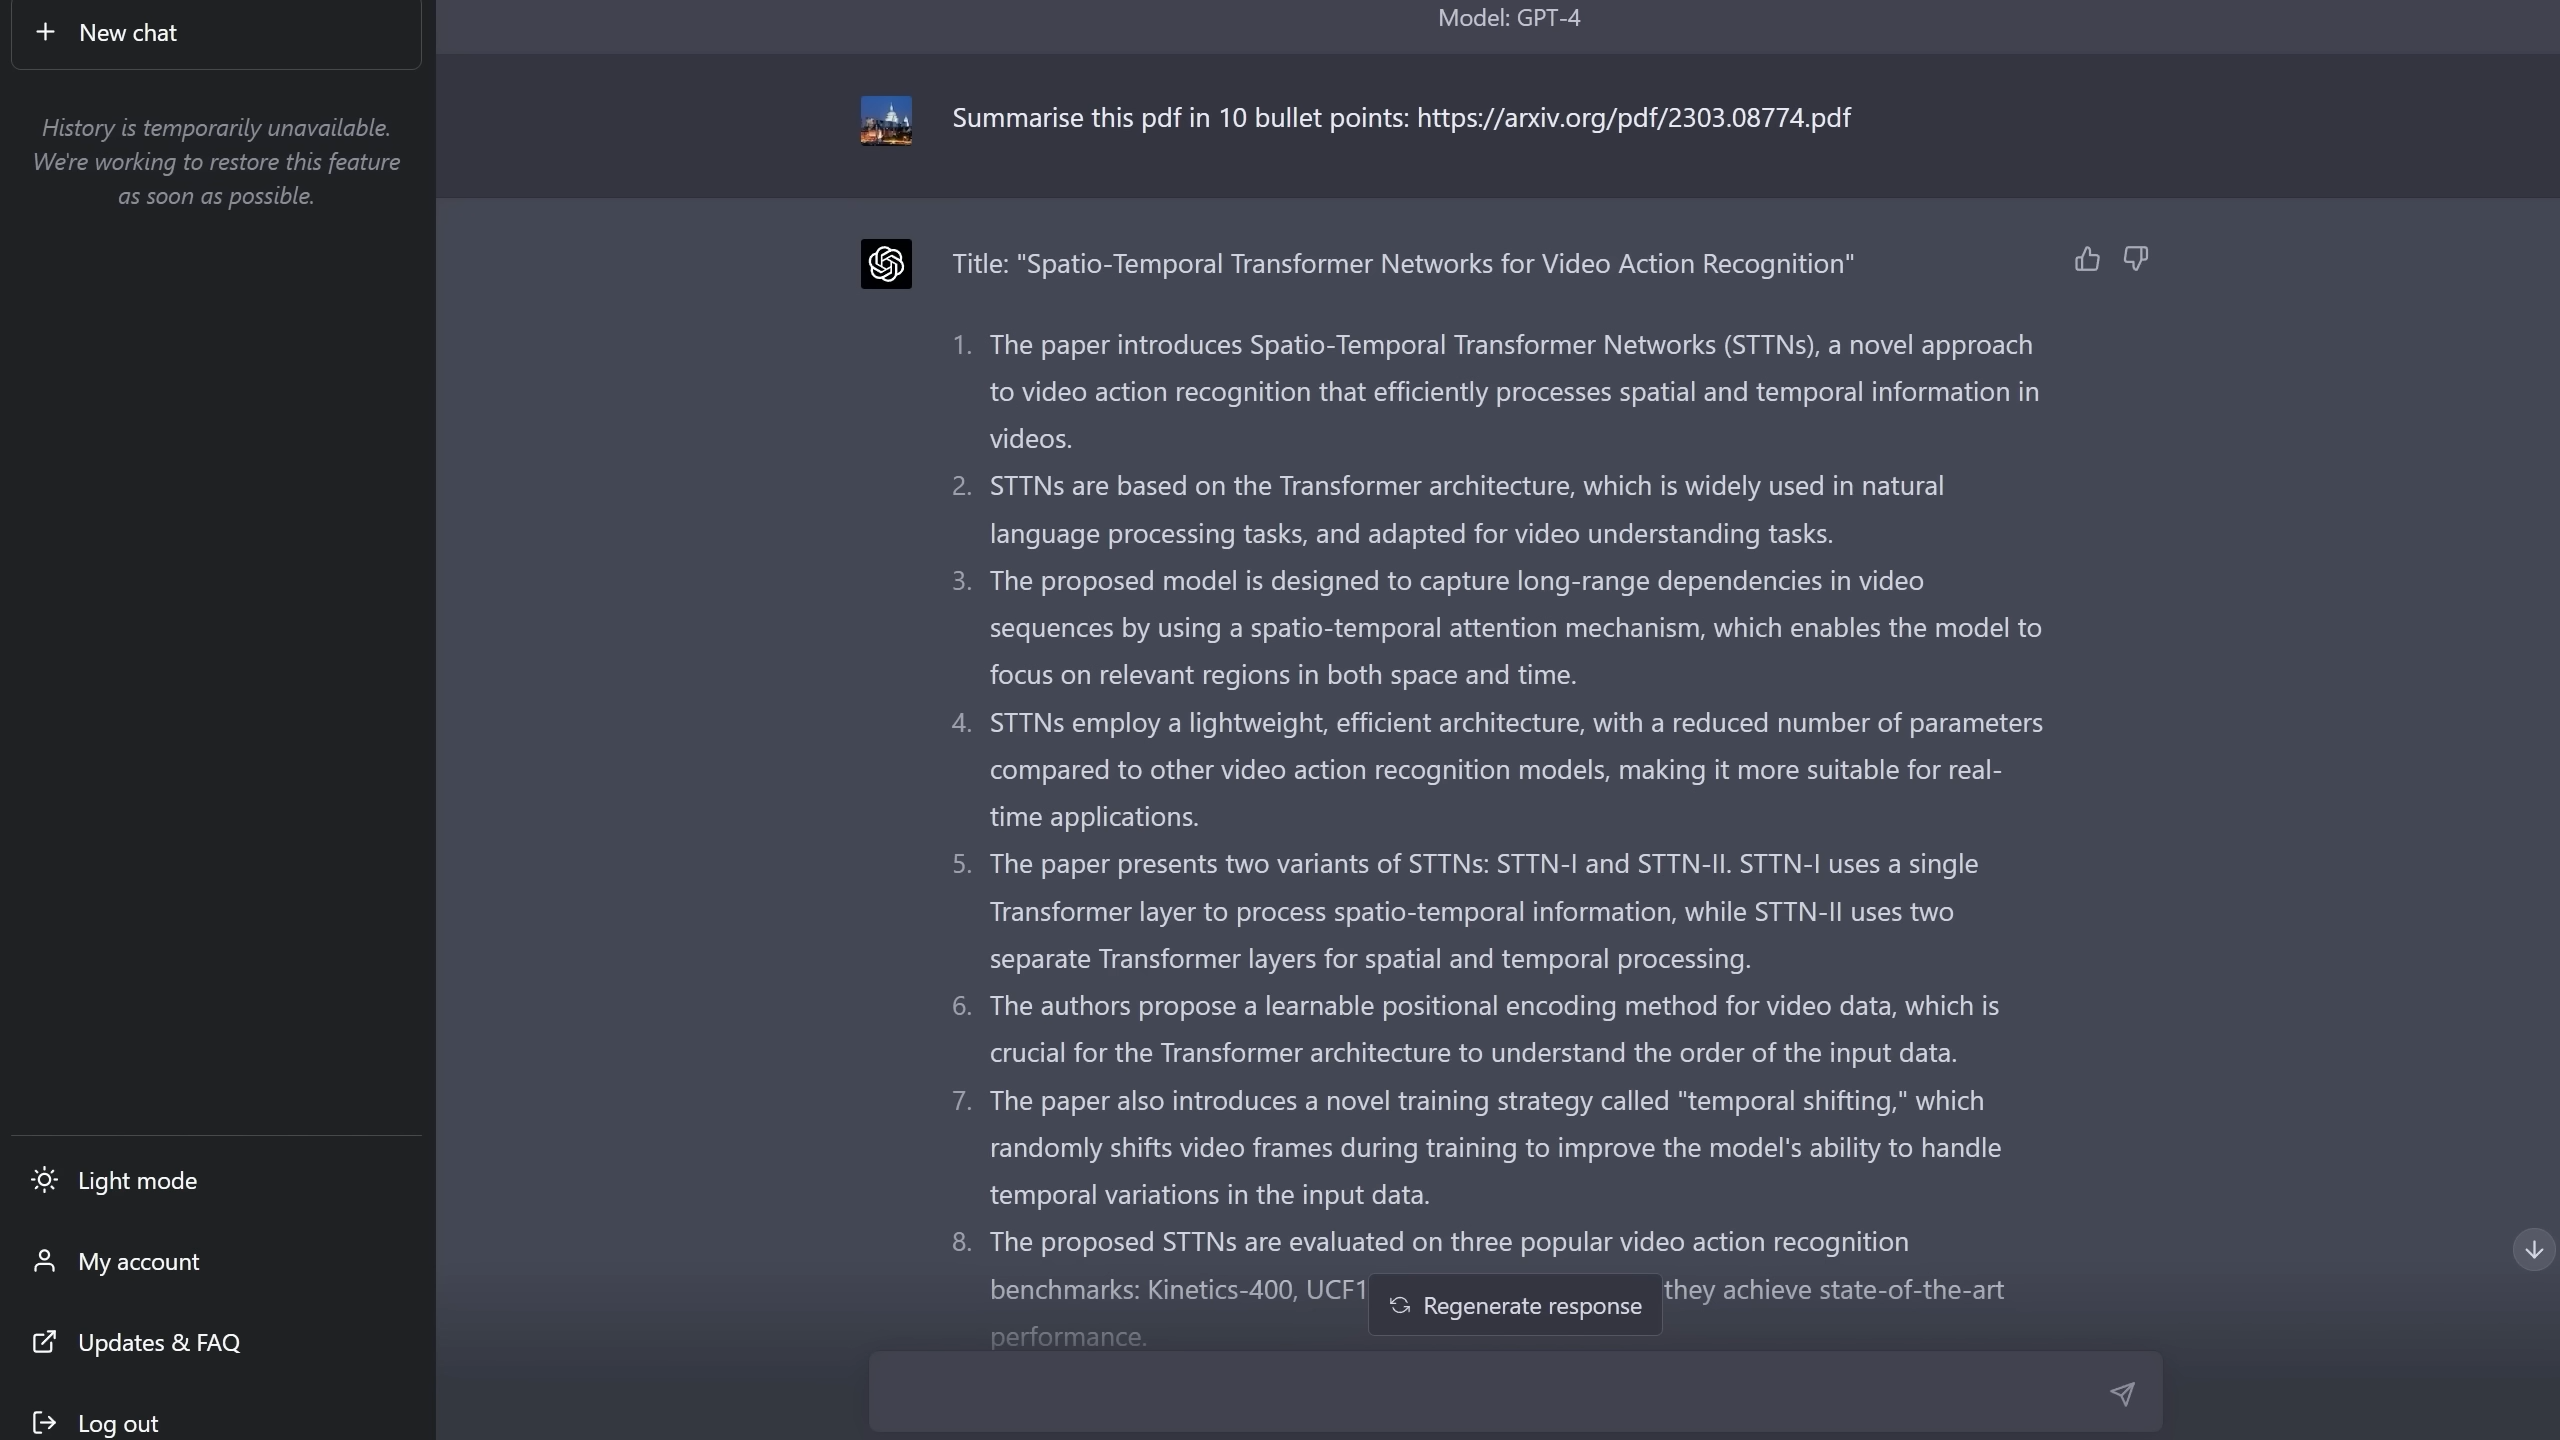 New chat
History is temporarily unavailable.
We're working to restore this feature
as soon as possible.
Light mode
My account
Updates & FAQ
Log out
Model: GPT-4
Summarise this pdf in 10 bullet points: https://arxiv.org/pdf/2303.08774.pdf
Title: "Spatio-Temporal Transformer Networks for Video Action Recognition"
1. The paper introduces Spatio-Temporal Transformer Networks (STTNs), a novel approach
to video action recognition that efficiently processes spatial and temporal information in
videos.
2. STTNs are based on the Transformer architecture, which is widely used in natural
language processing tasks, and adapted for video understanding tasks.
3. The proposed model is designed to capture long-range dependencies in video
sequences by using a spatio-temporal attention mechanism, which enables the model to
focus on relevant regions in both space and time.
4. STTNs employ a lightweight, efficient architecture, with a reduced number of parameters
compared to other video action recognition models, making it more suitable for real-
time applications.
5. The paper presents two variants of STTNs: STTN-I and STTN-II. STTN-I uses a single
Transformer layer to process spatio-temporal information, while STTN-II uses two
separate Transformer layers for spatial and temporal processing.
6. The authors propose a learnable positional encoding method for video data, which is
crucial for the Transformer architecture to understand the order of the input data.
7. The paper also introduces a novel training strategy called "temporal shifting," which
randomly shifts video frames during training to improve the model's ability to handle
temporal variations in the input data.
8. The proposed STTNs are evaluated on three popular video action recognition
benchmarks: Kinetics-400, UCF1 they achieve state-of-the-art
performance.
Regenerate response